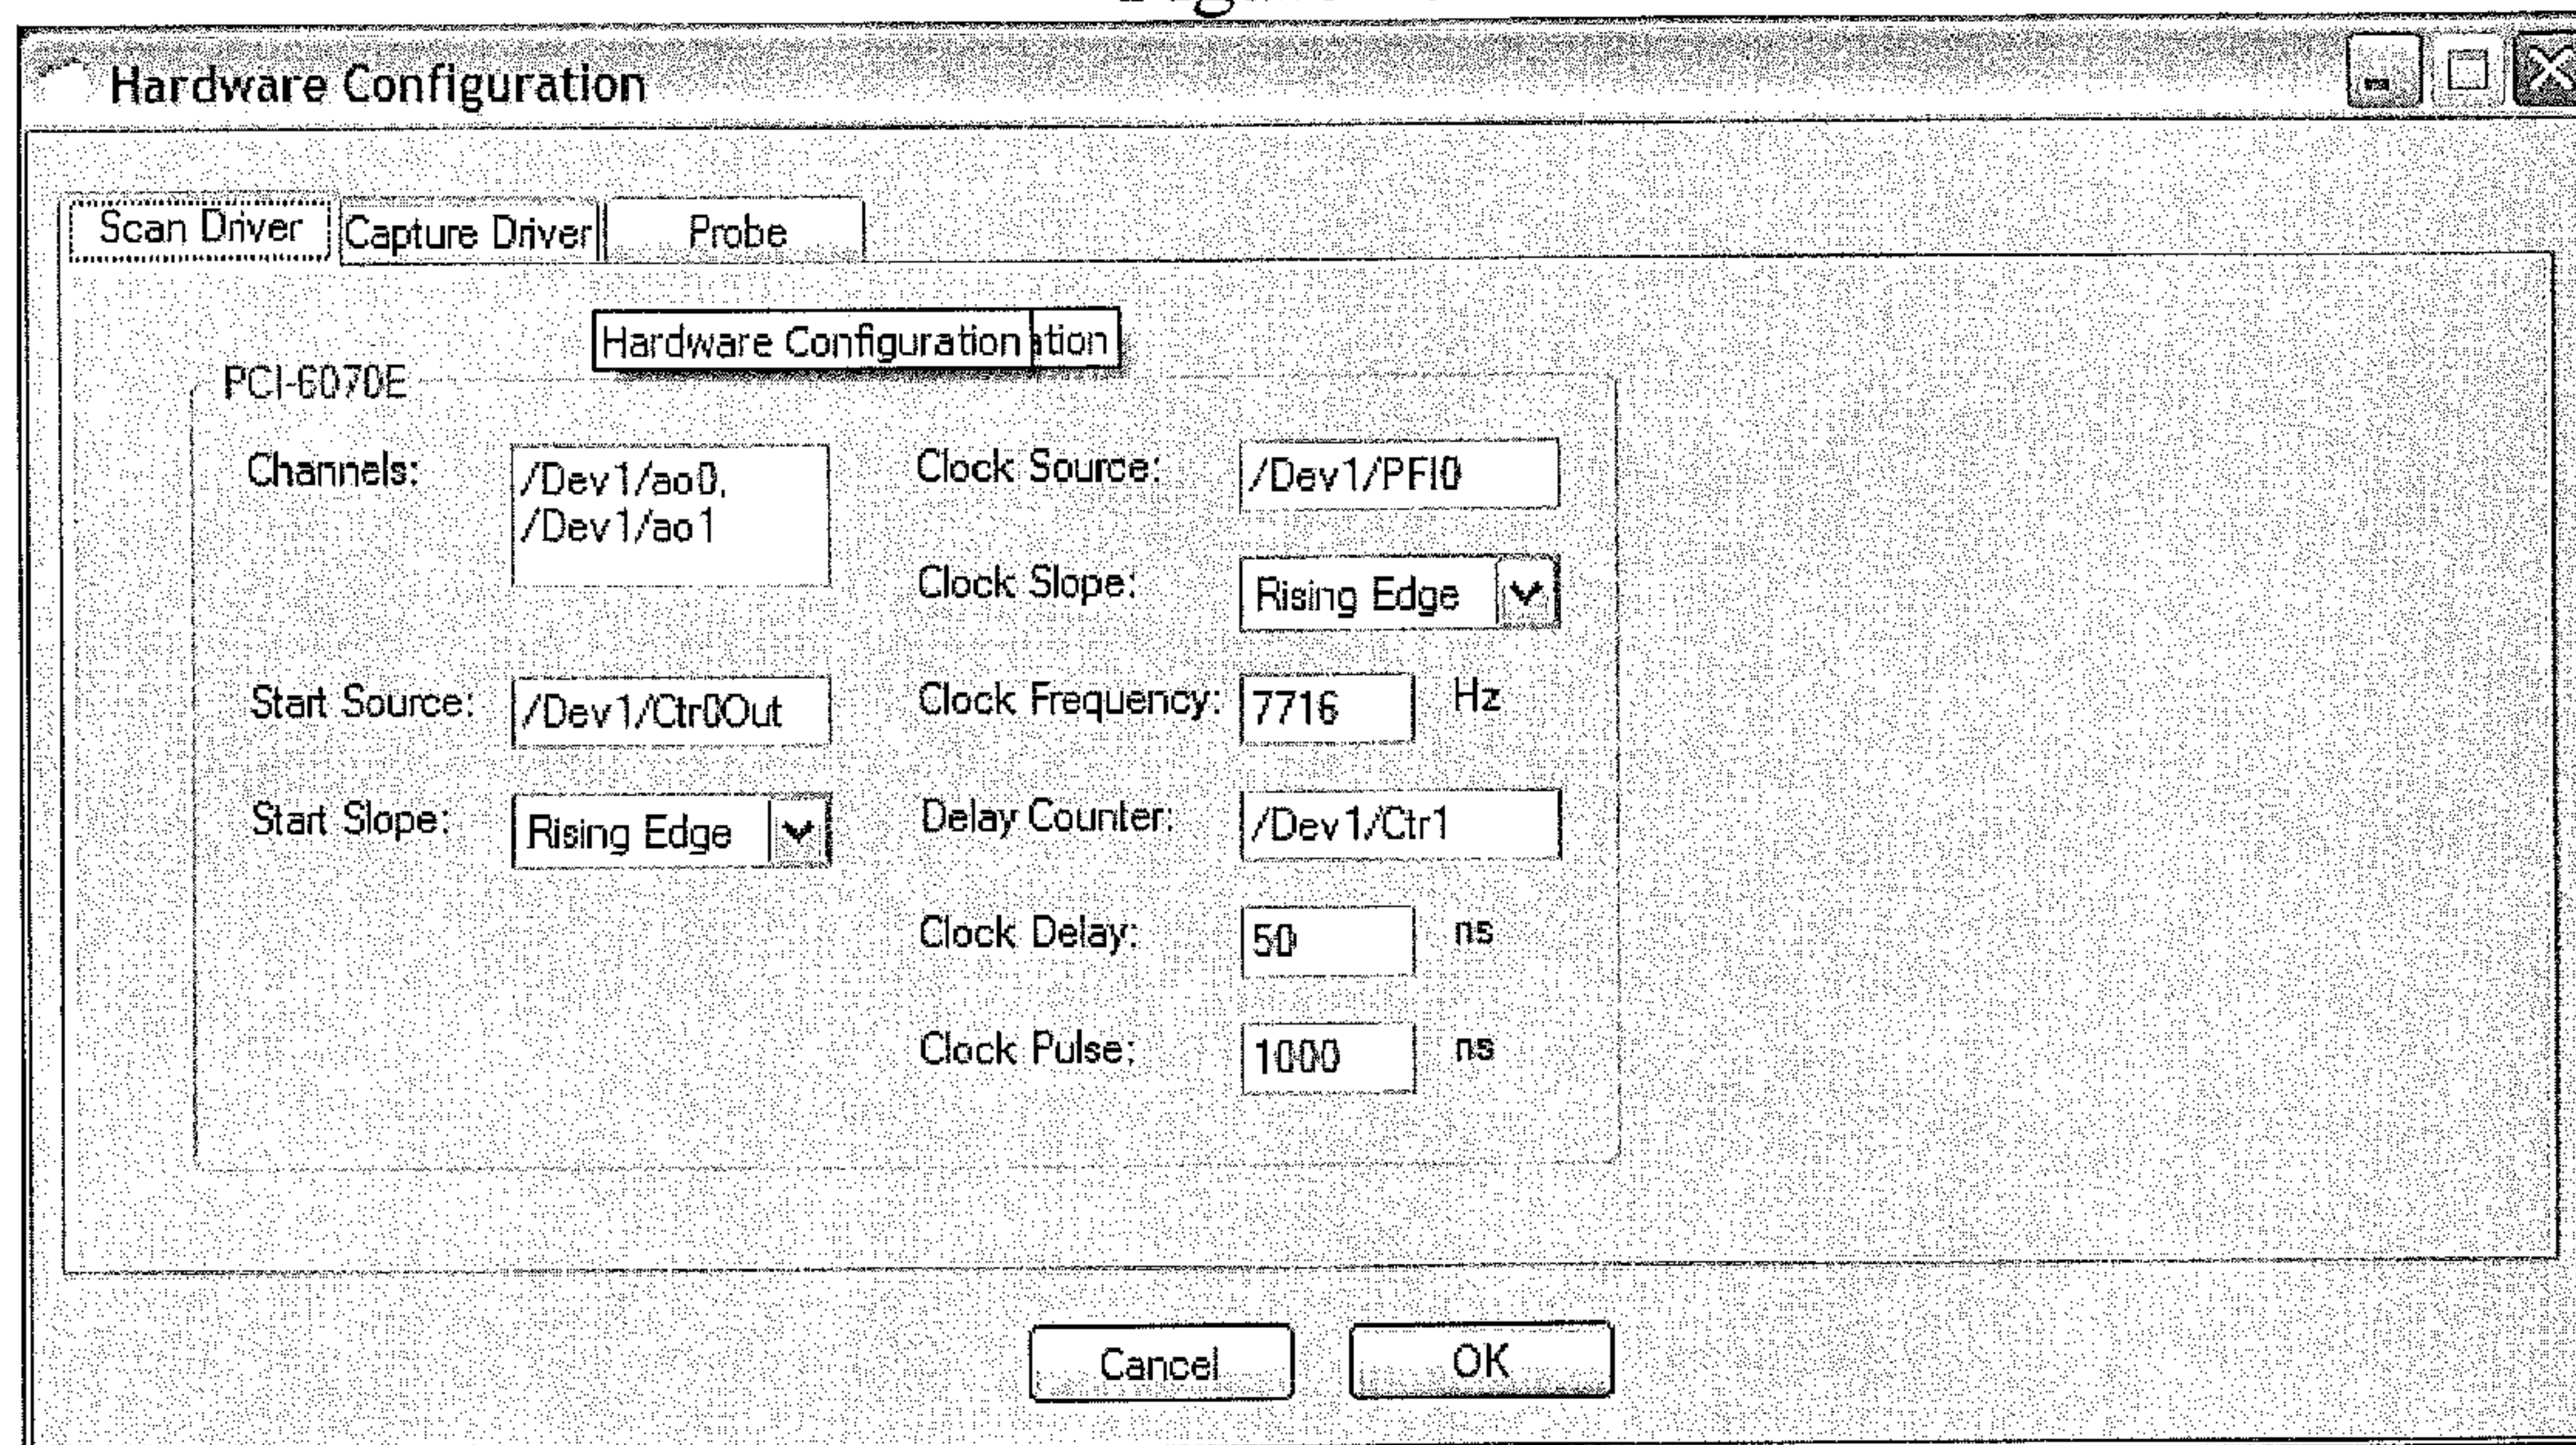 Hardware Configuration
Scan Driver
Capture Driver
Probe
Hardware Configuration
tion
PCI-6070E
Channels:
/Dev1/ao0,
/Dev1/ao1
Start Source:
/Dev1/Ctr0Out
Start Slope:
Rising Edge
Clock Source:
/Dev1/PFI0
Clock Slope:
Rising Edge
Clock Frequency:
7716
Hz
Delay Counter:
/Dev1/Ctr1
Clock Delay:
50
ns
Clock Pulse:
1000
ns
Cancel
OK